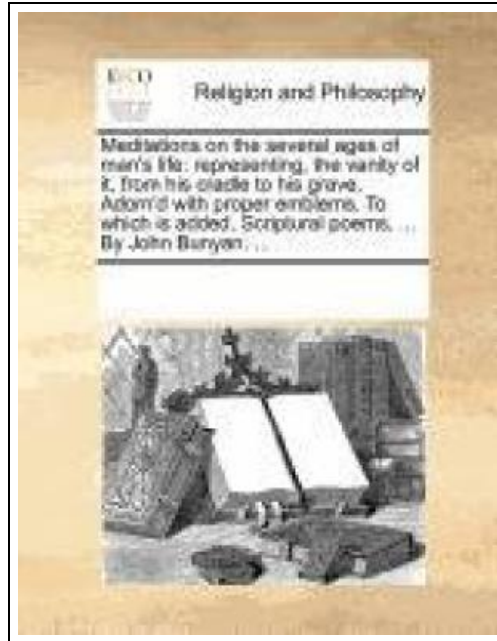 ECCO
Religion and Philosophy
Meditations on the several ages of
man's life: representing, the vanity of
it, from his cradle to his grave.
Adorn'd with proper emblems. To
which is added, Scriptural poems, ...
By John Bunyan. ...